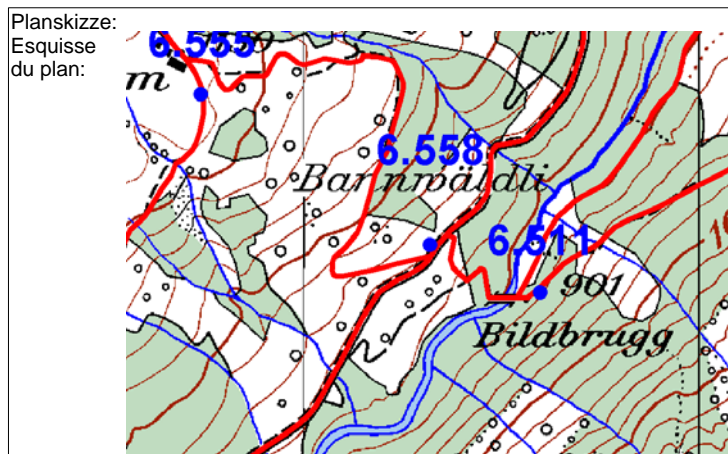 Planskizze:
Esquisse
du plan:
6.555
m
6.558
Bannwäldli
6.511
901
Bildbrugg